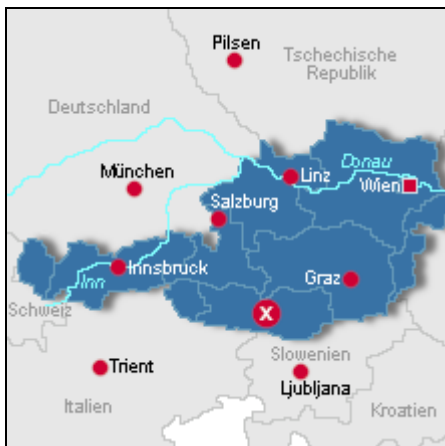 Pilsen
Tschechische
Republik
Deutschland
Donau
München
Linz
Wien
Salzburg
Innsbruck
Inn
Graz
Schweiz
X
Slowenien
Trient
Ljubljana
Italien
Kroatien